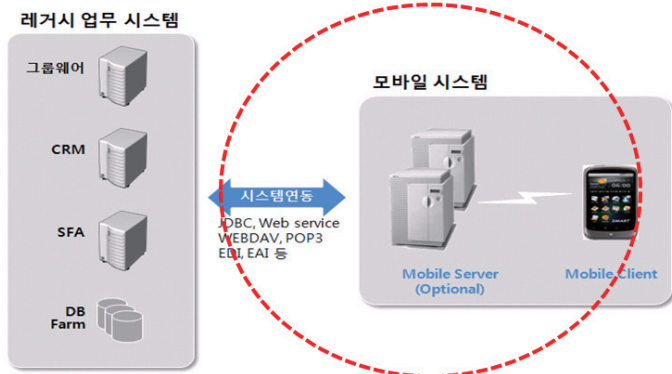 레거시 업무 시스템
그룹웨어
CRM
SFA
DB
Farm
시스템연동
JDBC, Web service
WEBDAV, POP3
EDI, EAI 등
모바일 시스템
Mobile Server
(Optional)
Mobile Client